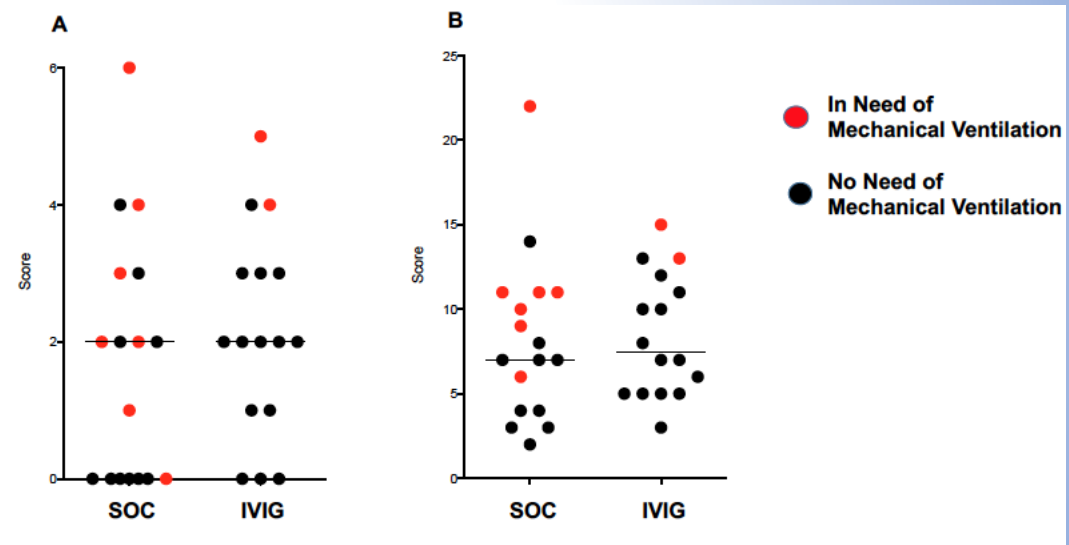 A
6
4
2
0
Score
SOC
IVIG
B
25
20
15
10
5
0
Score
SOC
IVIG
In Need of
Mechanical Ventilation
No Need of
Mechanical Ventilation